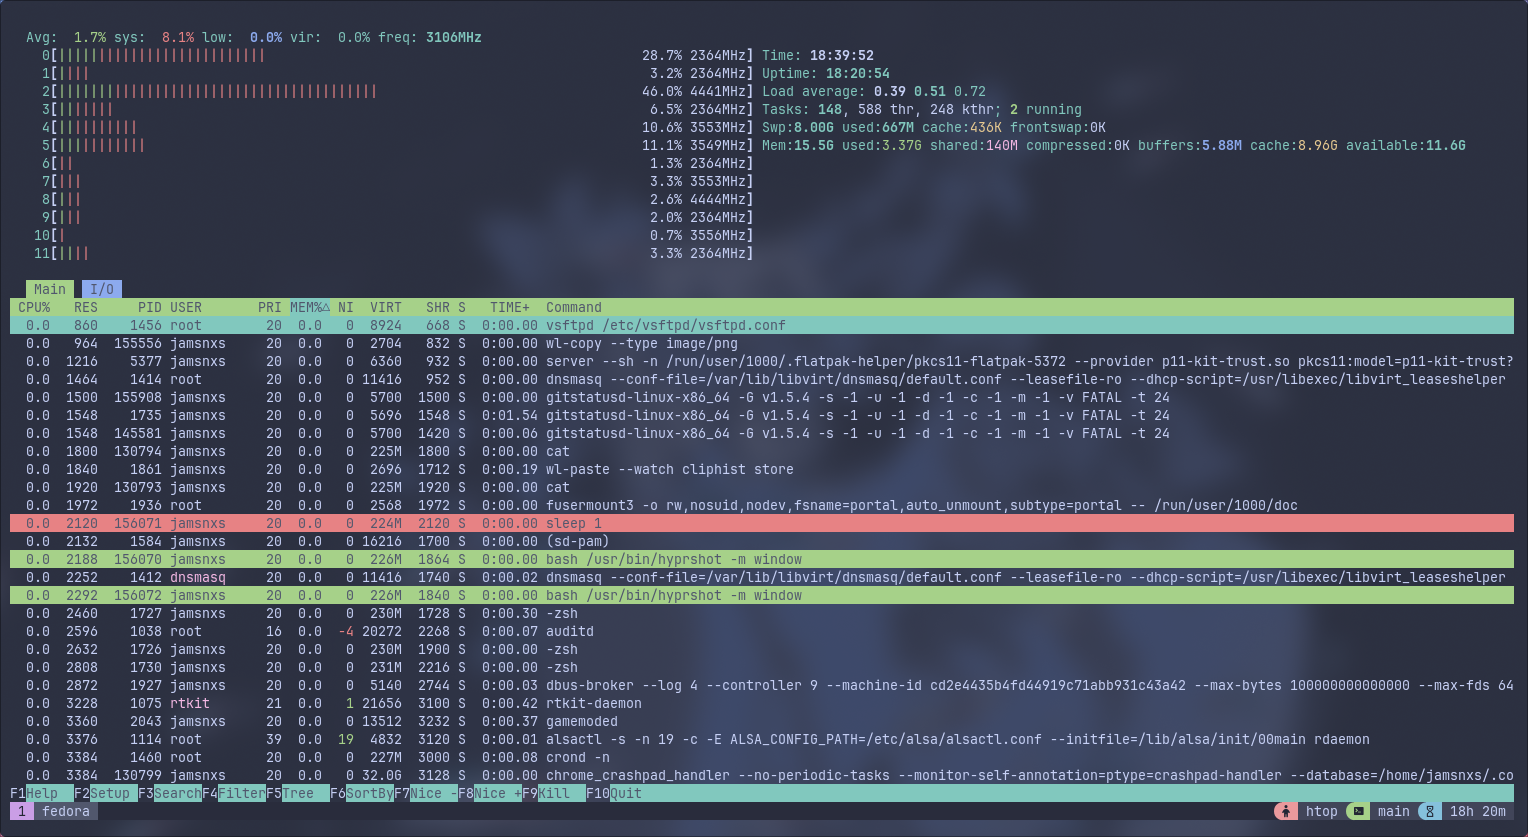 Avg: 1.7% sys: 8.1% low: 0.0% vir: 0.0% freq: 3106MHz
0[|||||||||||||||||||||||||| 28.7% 2364MHz] Time: 18:39:52
1[|||| 3.2% 2364MHz] Uptime: 18:20:54
2[|||||||||||||||||||||||||||||||||||||||| 46.0% 4441MHz] Load average: 0.39 0.51 0.72
3[||||||| 6.5% 2364MHz] Tasks: 148, 588 thr, 248 kthr; 2 running
4[|||||||||| 10.6% 3553MHz] Swp:8.00G used:667M cache:436K frontswap:0K
5[||||||||||| 11.1% 3549MHz] Mem:15.5G used:3.37G shared:140M compressed:0K buffers:5.88M cache:8.96G available:11.6G
6[|| 1.3% 2364MHz]
7[||| 3.3% 3553MHz]
8[||| 2.6% 4444MHz]
9[||| 2.0% 2364MHz]
10[| 0.7% 3556MHz]
11[|||| 3.3% 2364MHz]
Main I/O
CPU% RES PID USER PRI MEM%△ NI VIRT SHR S TIME+ Command
0.0 860 1456 root 20 0.0 0 8924 668 S 0:00.00 vsftpd /etc/vsftpd/vsftpd.conf
0.0 964 155556 jamsnxs 20 0.0 0 2704 832 S 0:00.00 wl-copy --type image/png
0.0 1216 5377 jamsnxs 20 0.0 0 6360 932 S 0:00.00 server --sh -n /run/user/1000/.flatpak-helper/pkcs11-flatpak-5372 --provider p11-kit-trust.so pkcs11:model=p11-kit-trust?
0.0 1464 1414 root 20 0.0 0 11416 952 S 0:00.00 dnsmasq --conf-file=/var/lib/libvirt/dnsmasq/default.conf --leasefile-ro --dhcp-script=/usr/libexec/libvirt_leaseshelper
0.0 1500 155908 jamsnxs 20 0.0 0 5700 1500 S 0:00.00 gitstatusd-linux-x86_64 -G v1.5.4 -s -1 -u -1 -d -1 -c -1 -m -1 -v FATAL -t 24
0.0 1548 1735 jamsnxs 20 0.0 0 5696 1548 S 0:01.54 gitstatusd-linux-x86_64 -G v1.5.4 -s -1 -u -1 -d -1 -c -1 -m -1 -v FATAL -t 24
0.0 1548 145581 jamsnxs 20 0.0 0 5700 1420 S 0:00.06 gitstatusd-linux-x86_64 -G v1.5.4 -s -1 -u -1 -d -1 -c -1 -m -1 -v FATAL -t 24
0.0 1800 130794 jamsnxs 20 0.0 0 225M 1800 S 0:00.00 cat
0.0 1840 1861 jamsnxs 20 0.0 0 2696 1712 S 0:00.19 wl-paste --watch cliphist store
0.0 1920 130793 jamsnxs 20 0.0 0 225M 1920 S 0:00.00 cat
0.0 1972 1936 root 20 0.0 0 2568 1972 S 0:00.00 fusermount3 -o rw,nosuid,nodev,fsname=portal,auto_unmount,subtype=portal -- /run/user/1000/doc
0.0 2120 156071 jamsnxs 20 0.0 0 224M 2120 S 0:00.00 sleep 1
0.0 2132 1584 jamsnxs 20 0.0 0 16216 1700 S 0:00.00 (sd-pam)
0.0 2188 156070 jamsnxs 20 0.0 0 226M 1864 S 0:00.00 bash /usr/bin/hyprshot -m window
0.0 2252 1412 dnsmasq 20 0.0 0 11416 1740 S 0:00.02 dnsmasq --conf-file=/var/lib/libvirt/dnsmasq/default.conf --leasefile-ro --dhcp-script=/usr/libexec/libvirt_leaseshelper
0.0 2292 156072 jamsnxs 20 0.0 0 226M 1840 S 0:00.00 bash /usr/bin/hyprshot -m window
0.0 2460 1727 jamsnxs 20 0.0 0 230M 1728 S 0:00.30 -zsh
0.0 2596 1038 root 16 0.0 -4 20272 2268 S 0:00.07 auditd
0.0 2632 1726 jamsnxs 20 0.0 0 230M 1900 S 0:00.00 -zsh
0.0 2808 1730 jamsnxs 20 0.0 0 231M 2216 S 0:00.00 -zsh
0.0 2872 1927 jamsnxs 20 0.0 0 5140 2744 S 0:00.03 dbus-broker --log 4 --controller 9 --machine-id cd2e4435b4fd44919c71abb931c43a42 --max-bytes 100000000000000 --max-fds 64
0.0 3228 1075 rtkit 21 0.0 1 21656 3100 S 0:00.42 rtkit-daemon
0.0 3360 2043 jamsnxs 20 0.0 0 13512 3232 S 0:00.37 gamemoded
0.0 3376 1114 root 39 0.0 19 4832 3120 S 0:00.01 alsactl -s -n 19 -c -E ALSA_CONFIG_PATH=/etc/alsa/alsactl.conf --initfile=/lib/alsa/init/00main rdaemon
0.0 3384 1460 root 20 0.0 0 227M 3000 S 0:00.08 crond -n
0.0 3384 130799 jamsnxs 20 0.0 0 32.0G 3128 S 0:00.00 chrome_crashpad_handler --no-periodic-tasks --monitor-self-annotation=ptype=crashpad-handler --database=/home/jamsnxs/.co
F1Help F2Setup F3SearchF4FilterF5Tree F6SortByF7Nice -F8Nice +F9Kill F10Quit
1 fedora htop main 18h 20m